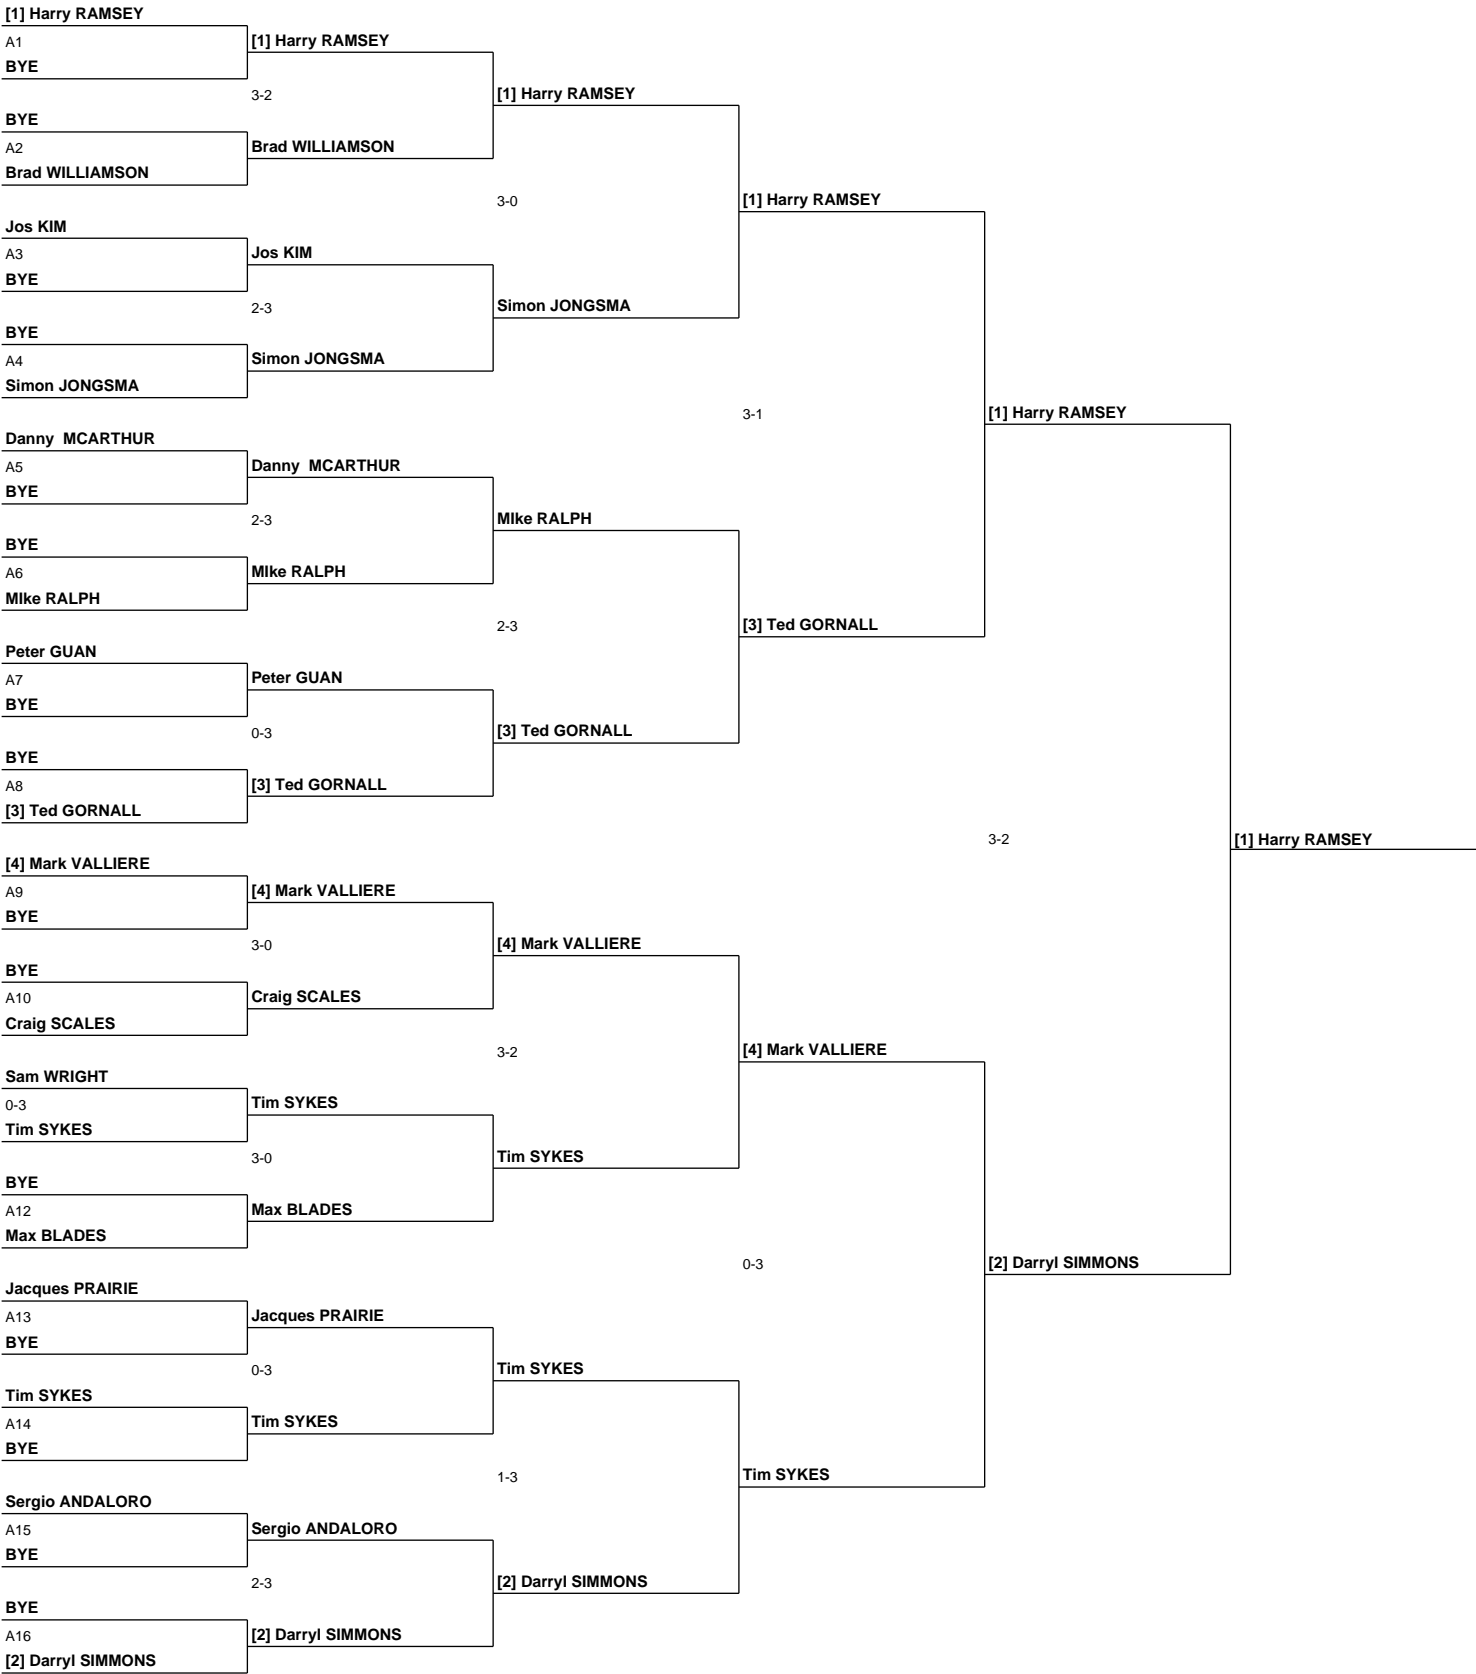 [1] Harry RAMSEY
A1
BYE
BYE
A2
Brad WILLIAMSON
Jos KIM
A3
BYE
BYE
A4
Simon JONGSMA
Danny  MCARTHUR
A5
BYE
BYE
A6
MIke RALPH
Peter GUAN
A7
BYE
BYE
A8
[3] Ted GORNALL
[4] Mark VALLIERE
A9
BYE
BYE
A10
Craig SCALES
Sam WRIGHT
0-3
Tim SYKES
BYE
A12
Max BLADES
Jacques PRAIRIE
A13
BYE
Tim SYKES
A14
BYE
Sergio ANDALORO
A15
BYE
BYE
A16
[2] Darryl SIMMONS
[1] Harry RAMSEY
3-2
Brad WILLIAMSON
Jos KIM
2-3
Simon JONGSMA
Danny  MCARTHUR
2-3
MIke RALPH
Peter GUAN
0-3
[3] Ted GORNALL
[4] Mark VALLIERE
3-0
Craig SCALES
Tim SYKES
3-0
Max BLADES
Jacques PRAIRIE
0-3
Tim SYKES
Sergio ANDALORO
2-3
[2] Darryl SIMMONS
[1] Harry RAMSEY
3-0
Simon JONGSMA
MIke RALPH
2-3
[3] Ted GORNALL
[4] Mark VALLIERE
3-2
Tim SYKES
Tim SYKES
1-3
[2] Darryl SIMMONS
[1] Harry RAMSEY
3-1
[3] Ted GORNALL
[4] Mark VALLIERE
0-3
Tim SYKES
[1] Harry RAMSEY
3-2
[2] Darryl SIMMONS
[1] Harry RAMSEY